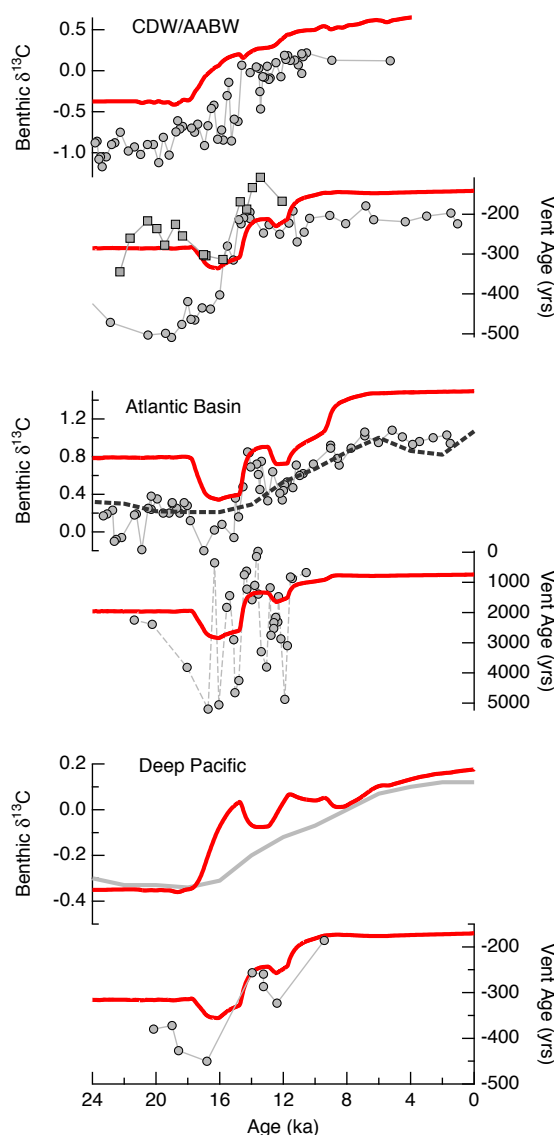 CDW/AABW
0.5
0.0
-0.5
-1.0
Benthic δ13C
-200
-300
-400
-500
Vent Age (yrs)
Atlantic Basin
1.2
0.8
0.4
0.0
Benthic δ13C
0
1000
2000
3000
4000
5000
Vent Age (yrs)
Deep Pacific
0.2
0.0
-0.2
-0.4
Benthic δ13C
-200
-300
-400
-500
Vent Age (yrs)
24 20 16 12 8 4 0
Age (ka)